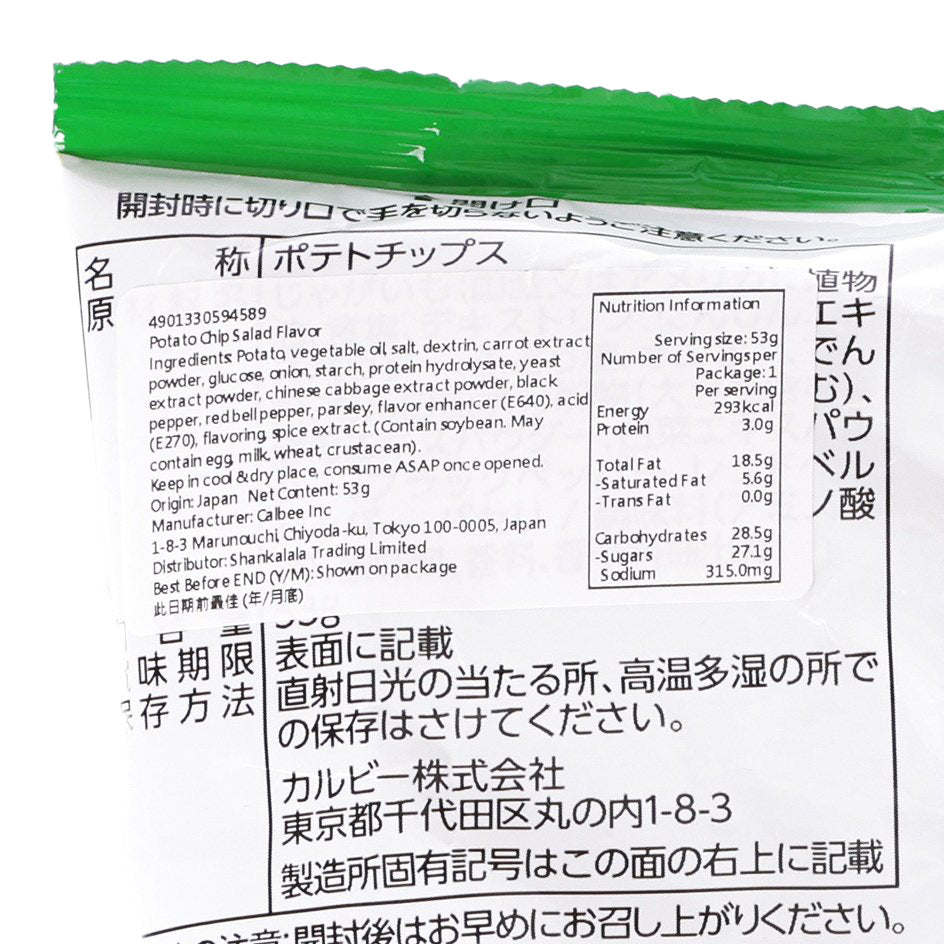 開封時に切り口で手を切らないようご注意ください。
名 称 ポテトチップス
原
植物
エキ
でん
む)、
パウ
ベル
ノ酸
4901330594589
Potato Chip Salad Flavor
Ingredients: Potato, vegetable oil, salt, dextrin, carrot extract
powder, glucose, onion, starch, protein hydrolysate, yeast
extract powder, chinese cabbage extract powder, black
pepper, red bell pepper, parsley, flavor enhancer (E640), acid
(E270), flavoring, spice extract. (Contain soybean. May
contain egg, milk, wheat, crustacean).
Keep in cool & dry place, consume ASAP once opened.
Origin: Japan Net Content: 53g
Manufacturer: Calbee Inc
1-8-3 Marunouchi, Chiyoda-ku, Tokyo 100-0005, Japan
Distributor: Shankalala Trading Limited
Best Before END (Y/M): Shown on package
此日期前最佳 (年/月底)
Nutrition Information
Serving size: 53g
Number of Servings per
Package: 1
Per serving
Energy 293kcal
Protein 3.0g
Total Fat 18.5g
-Saturated Fat 5.6g
-Trans Fat 0.0g
Carbohydrates 28.5g
-Sugars 27.1g
Sodium 315.0mg
味期限 表面に記載
存方法 直射日光の当たる所、高温多湿の所で
の保存はさけてください。
カルビー株式会社
東京都千代田区丸の内1-8-3
製造所固有記号はこの面の右上に記載
の注意:開封後はお早めにお召し上がりください。